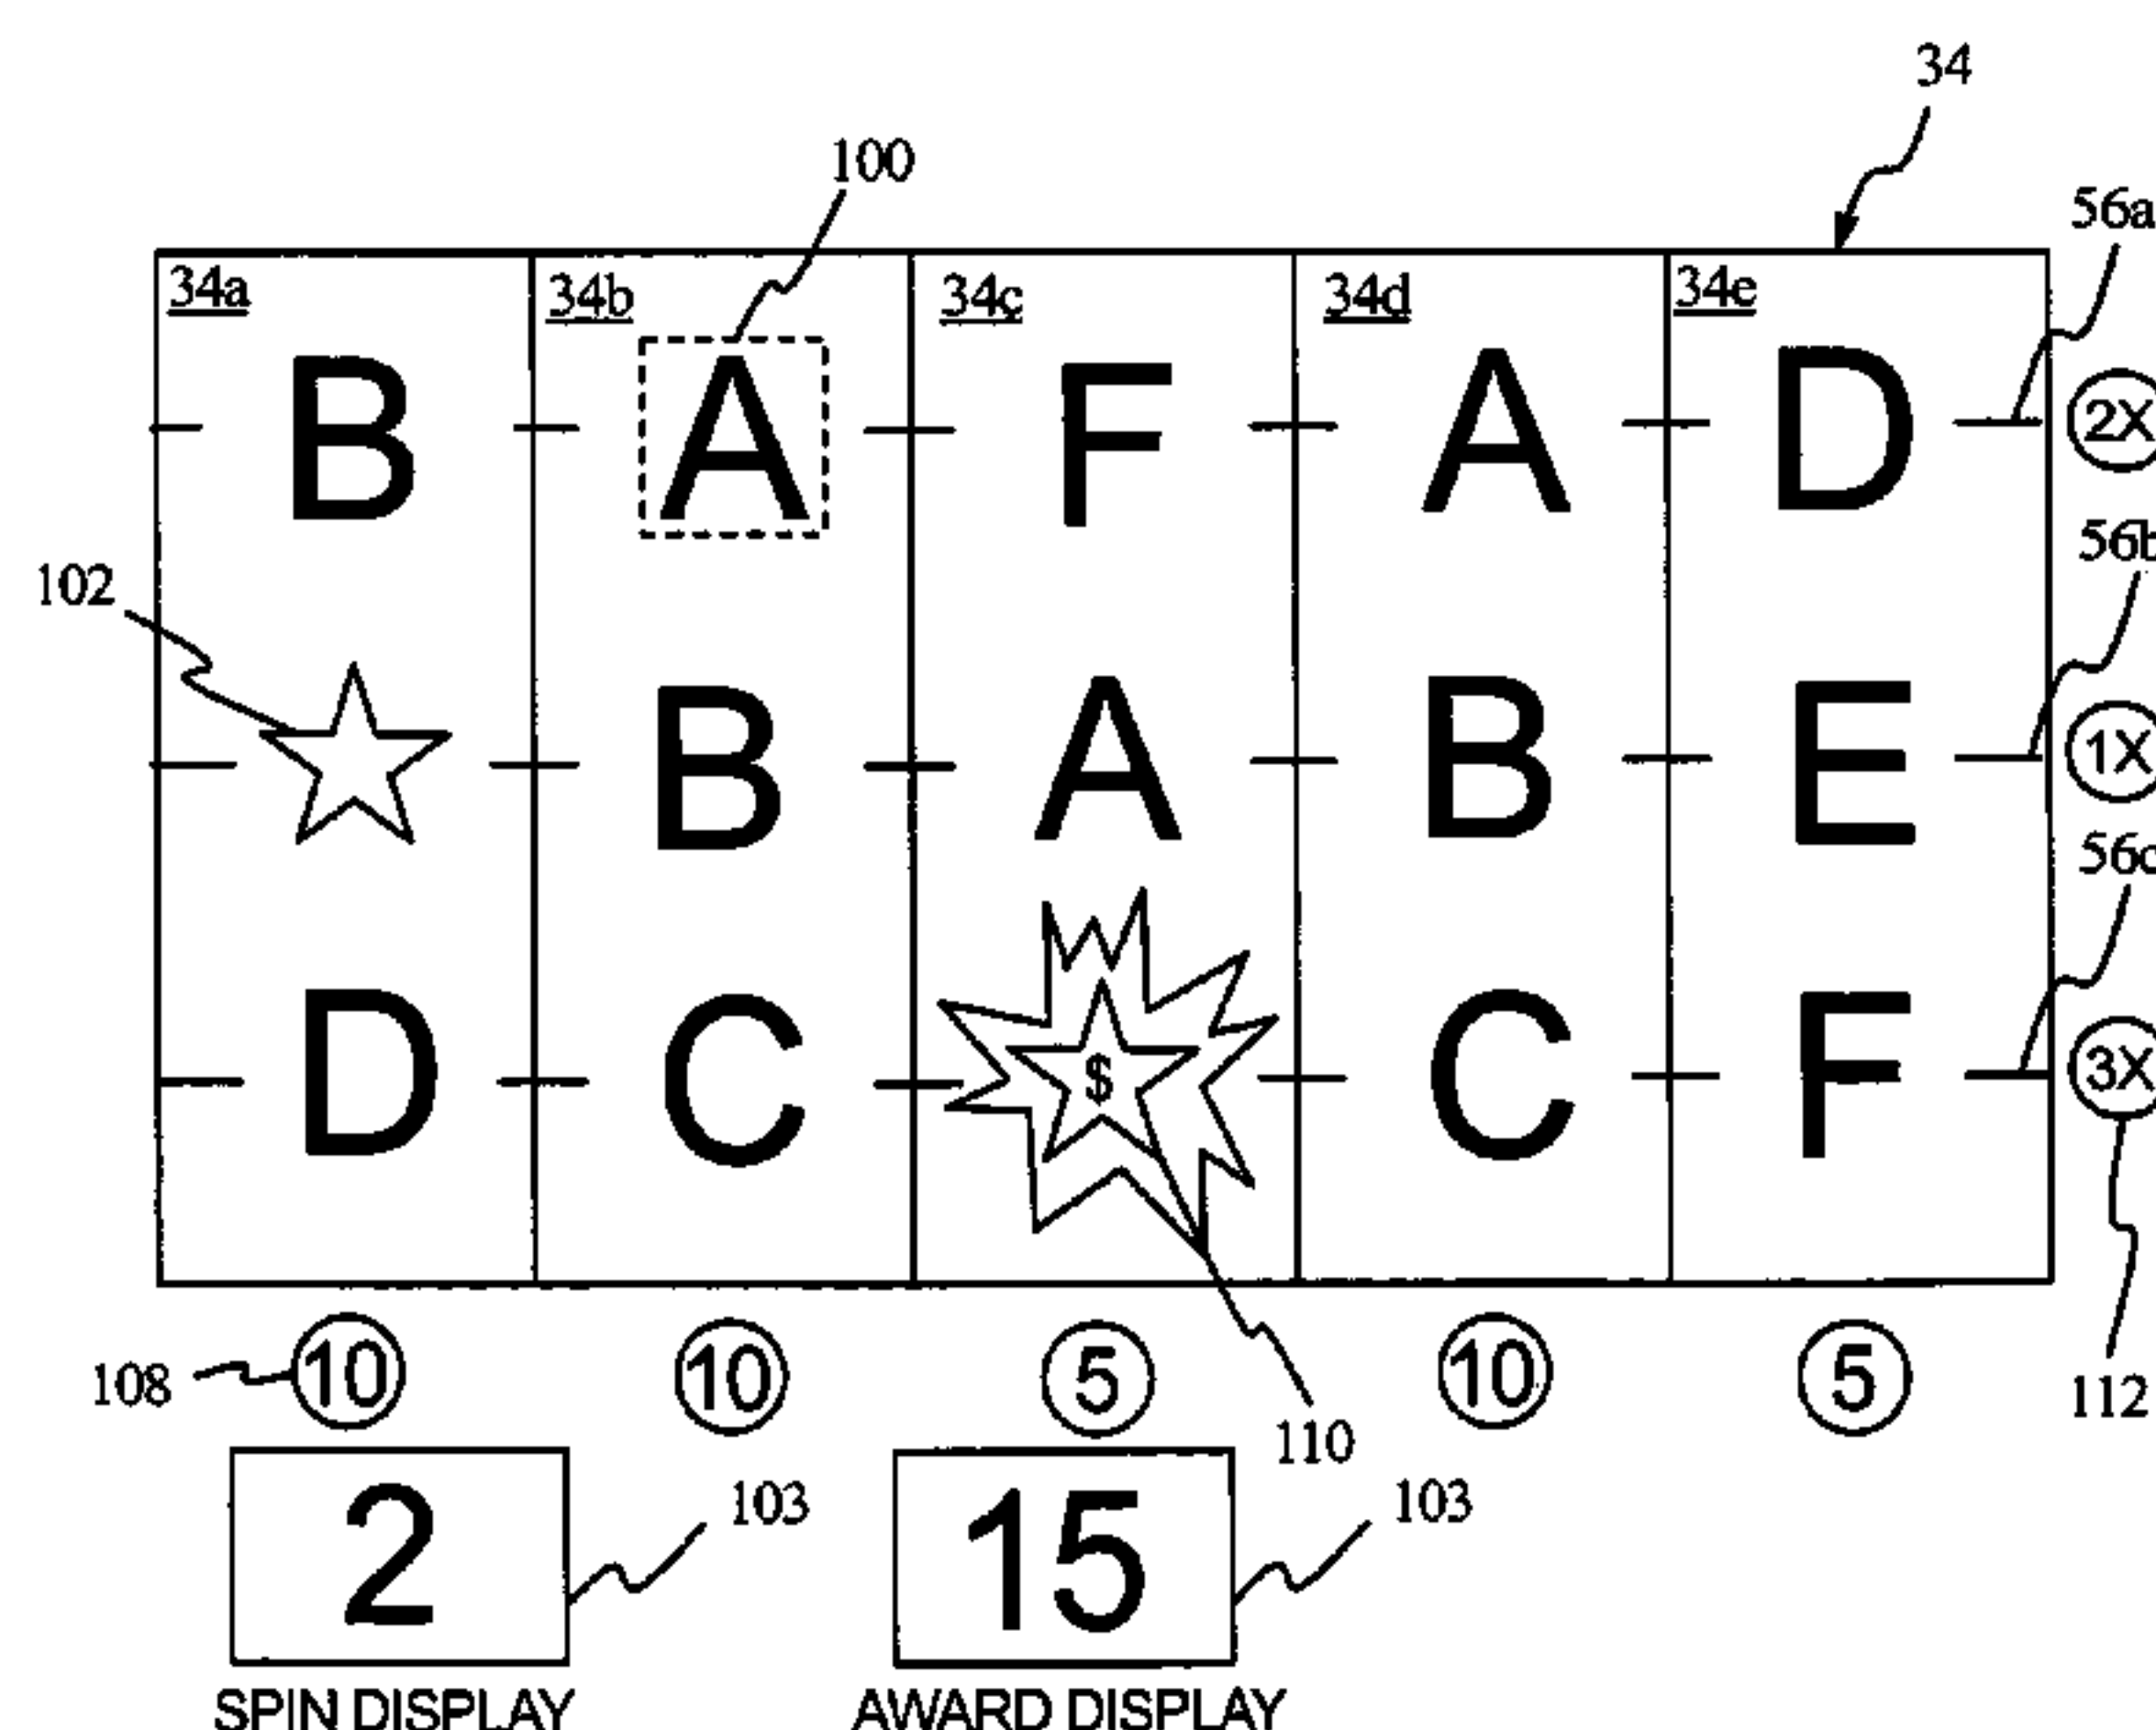 34
100
56a
34a 34b 34c 34d 34e
B A F A D 2X
56b
102
B A B E 1X
56c
D C $ C F 3X
108 10 10 5 10 5
112
110
2 103 15 103
SPIN DISPLAY AWARD DISPLAY